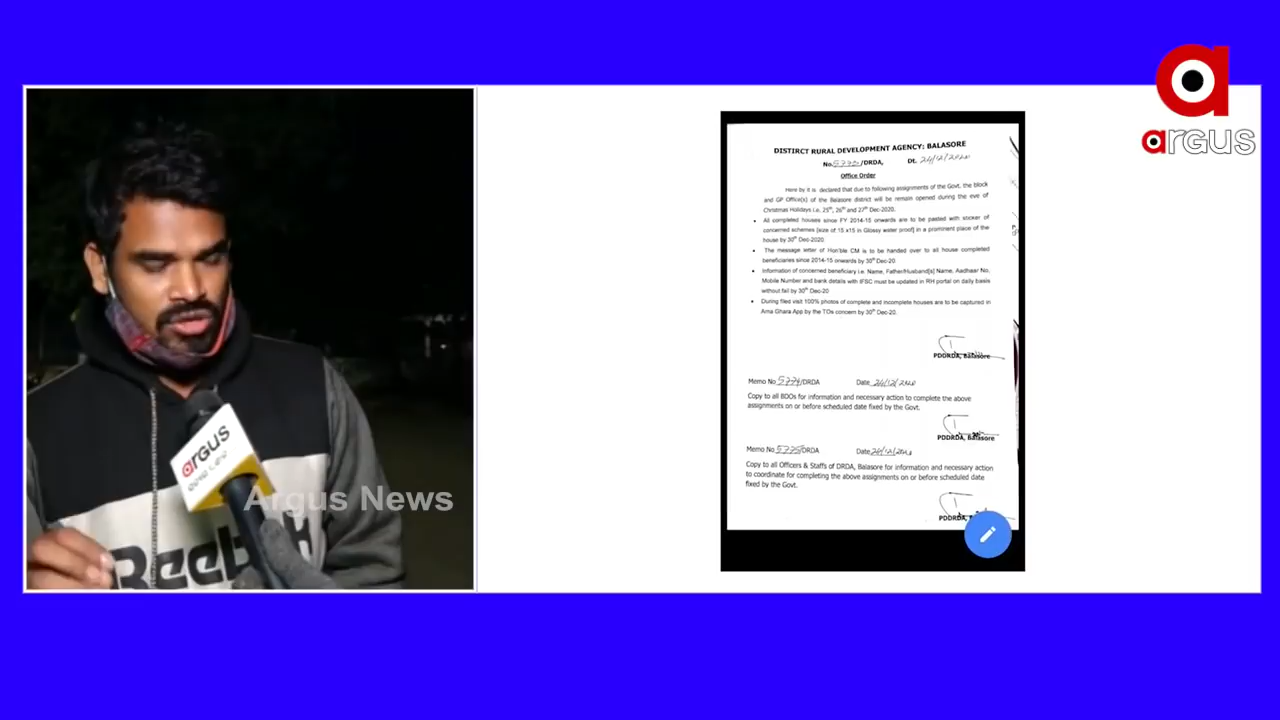 argus
DISTIRCT RURAL DEVELOPMENT AGENCY: BALASORE
No. /DRDA, Dt. 24/12/2020
Office Order
Here by it is declared that due to following assignments of the Govt. the block
and GP Office(s) of the Balasore district will be remain opened during the eve of
Christmas Holidays i.e. 25th, 26th and 27th Dec-2020.
• All completed houses since FY 2014-15 onwards are to be pasted with sticker of
concerned schemes [size of 15 x15 in Glossy water proof] in a prominent place of the
house by 30th Dec-2020.
• The message letter of Hon'ble CM is to be handed over to all house completed
beneficiaries since 2014-15 onwards by 30th Dec-20.
• Information of concerned beneficiary i.e. Name, Father/Husband[s] Name, Aadhaar No,
Mobile Number and bank details with IFSC must be updated in RH portal on daily basis
without fail by 30th Dec-20
• During filed visit 100% photos of complete and incomplete houses are to be captured in
Ama Ghara App by the TOs concern by 30th Dec-20.
PDDRDA, Balasore
Memo No 5774/DRDA Date 24/12/2020
Copy to all BDOs for information and necessary action to complete the above
assignments on or before scheduled date fixed by the Govt.
PDDRDA, Balasore
Memo No 5775/DRDA Date 24/12/2020
Copy to all Officers & Staffs of DRDA, Balasore for information and necessary action
to coordinate for completing the above assignments on or before scheduled date
fixed by the Govt.
PDDRDA,
argus
Argus News
Reebok